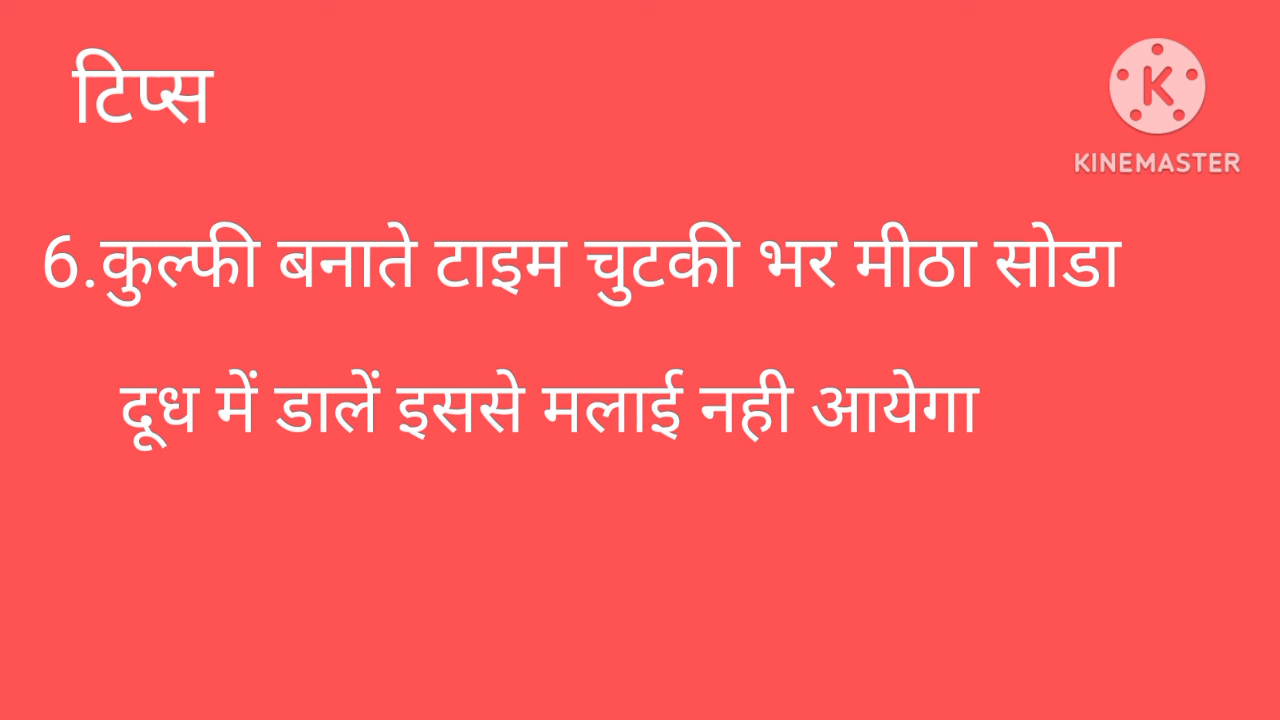 टिप्स
K
KINEMASTER
6.कुल्फी बनाते टाइम चुटकी भर मीठा सोडा
दूध में डालें इससे मलाई नही आयेगा